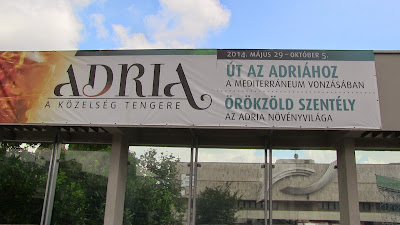 ADRIA
A KÖZELSÉG TENGERE
2014. MÁJUS 29 - OKTÓBER 5.
ÚT AZ ADRIÁHOZ
A MEDITERRÁNEUM VONZÁSÁBAN
ÖRÖKZÖLD SZENTÉLY
AZ ADRIA NÖVÉNYVILÁGA